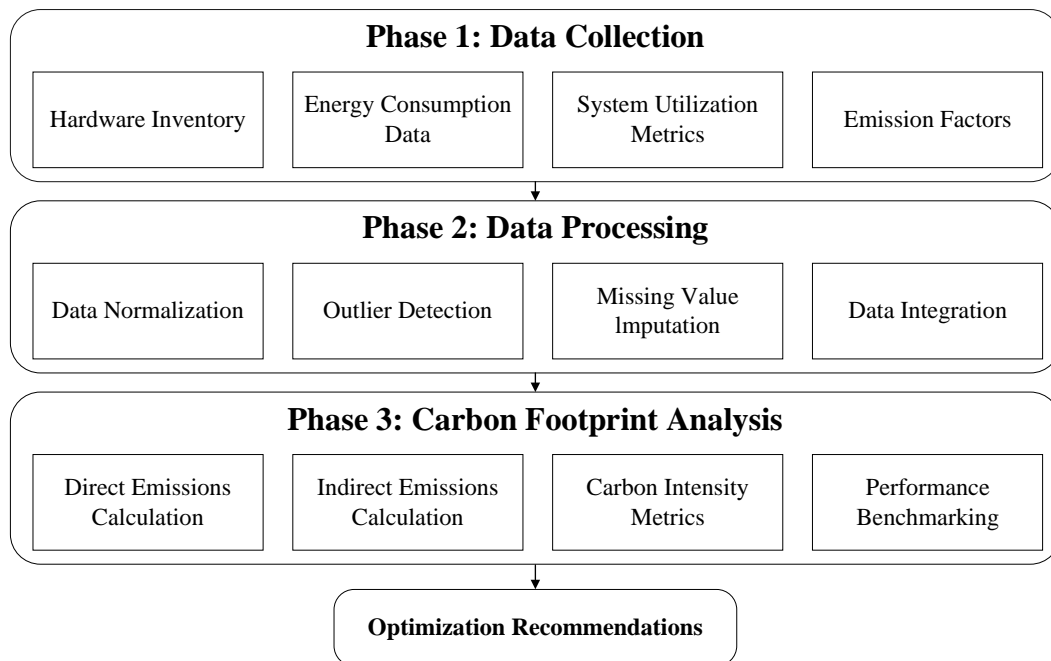 Phase 1: Data Collection
Hardware Inventory
Energy Consumption
Data
System Utilization
Metrics
Emission Factors
Phase 2: Data Processing
Data Normalization
Outlier Detection
Missing Value
lmputation
Data Integration
Phase 3: Carbon Footprint Analysis
Direct Emissions
Calculation
Indirect Emissions
Calculation
Carbon Intensity
Metrics
Performance
Benchmarking
Optimization Recommendations